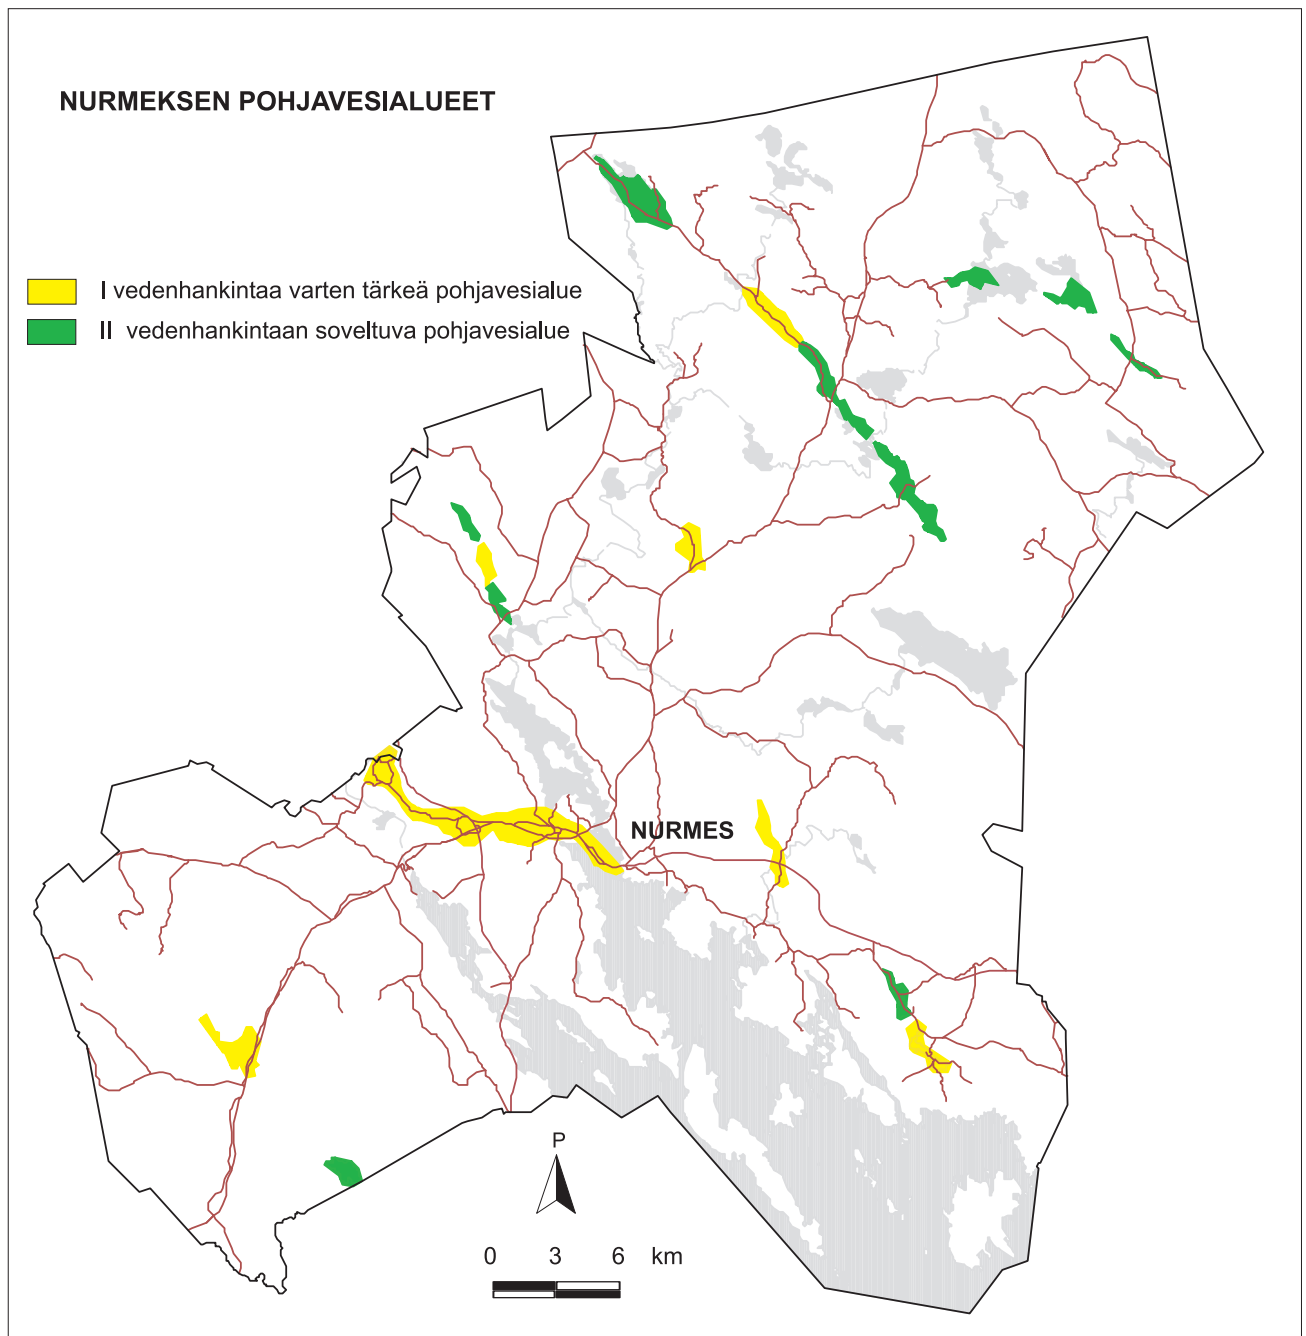 NURMEKSEN POHJAVESIALUEET
I vedenhankintaa varten tärkeä pohjavesialue
II vedenhankintaan soveltuva pohjavesialue
NURMES
P
0 3 6 km